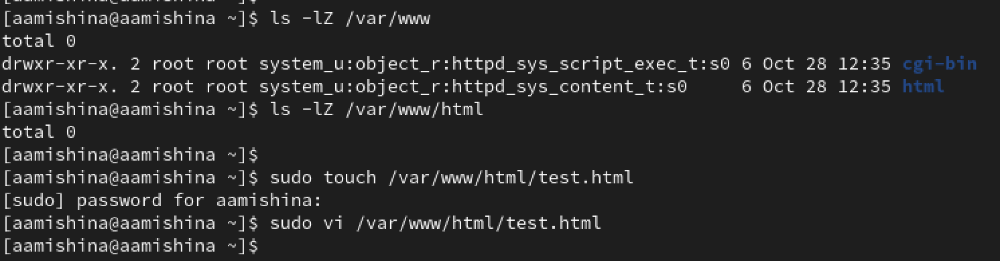 [aamishina@aamishina ~]$ ls -lZ /var/www
total 0
drwxr-xr-x. 2 root root system_u:object_r:httpd_sys_script_exec_t:s0 6 Oct 28 12:35 cgi-bin
drwxr-xr-x. 2 root root system_u:object_r:httpd_sys_content_t:s0     6 Oct 28 12:35 html
[aamishina@aamishina ~]$ ls -lZ /var/www/html
total 0
[aamishina@aamishina ~]$
[aamishina@aamishina ~]$ sudo touch /var/www/html/test.html
[sudo] password for aamishina:
[aamishina@aamishina ~]$ sudo vi /var/www/html/test.html
[aamishina@aamishina ~]$